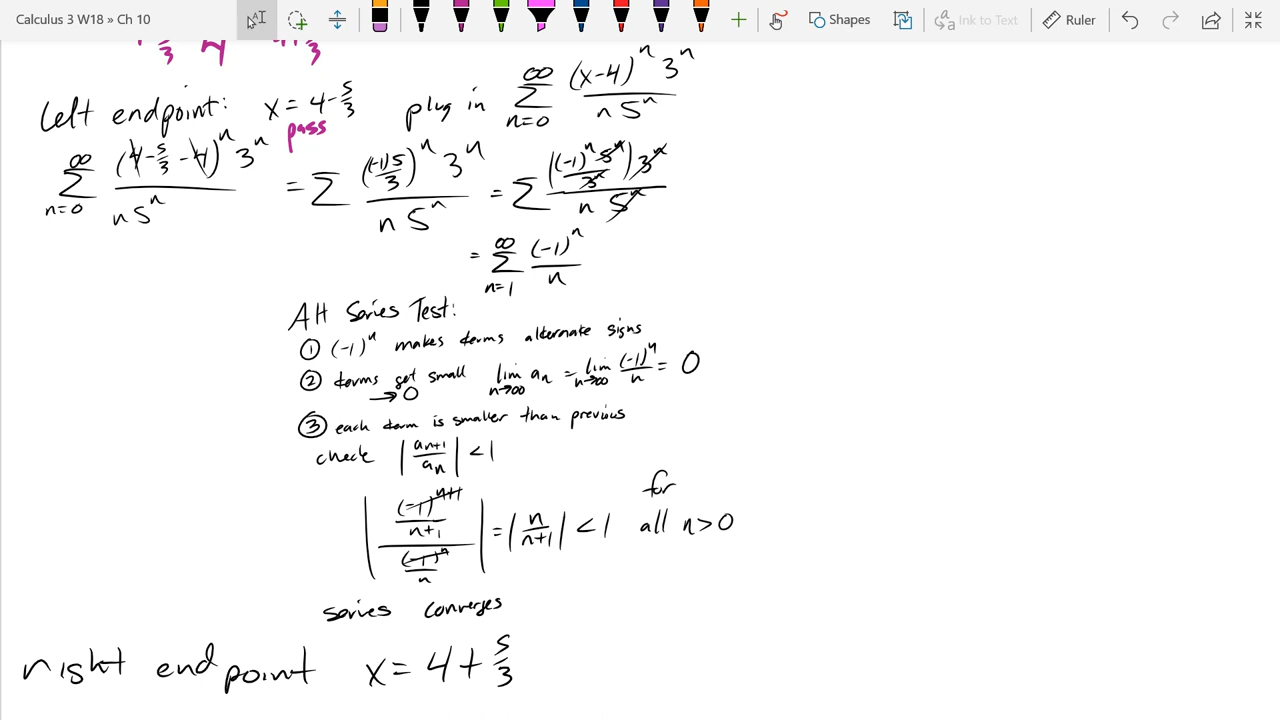 Calculus 3 W18 » Ch 10
Shapes
Ink to Text
Ruler
Left endpoint: x = 4 - 5/3 plug in ∑_{n=0}^{∞} (x-4)^n 3^n / n 5^n
pass
∑_{n=0}^{∞} (4 - 5/3 - 4)^n 3^n / n 5^n = ∑ ((-1)5/3)^n 3^n / n 5^n = ∑ ((-1)^n 5^n / 3^n) 3^n / n 5^n
= ∑_{n=1}^{∞} (-1)^n / n
Alt Series Test:
① (-1)^n makes terms alternate signs
② terms get small lim_{n→∞} a_n = lim_{n→∞} (-1)^n / n = 0
→ 0
③ each term is smaller than previous
check |a_{n+1} / a_n| < 1
for
|((-1)^{n+1} / n+1) / ((-1)^n / n)| = |n / n+1| < 1 all n > 0
series converges
right endpoint x = 4 + 5/3